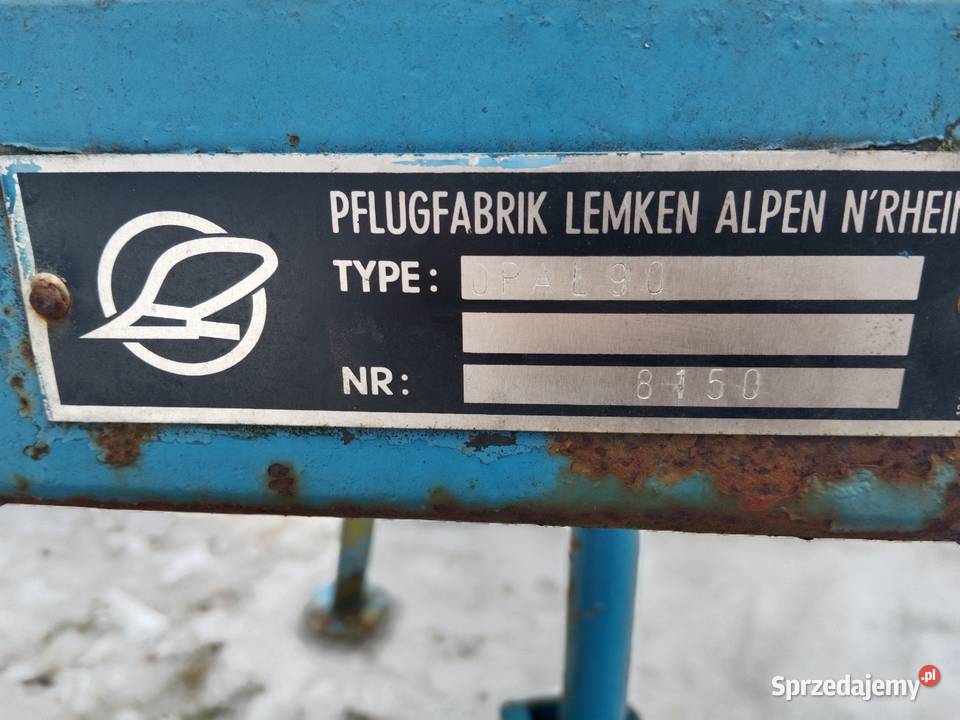 PFLUGFABRIK LEMKEN ALPEN N'RHEIN
TYPE: OPAL90
NR: 8150
Sprzedajemy.pl